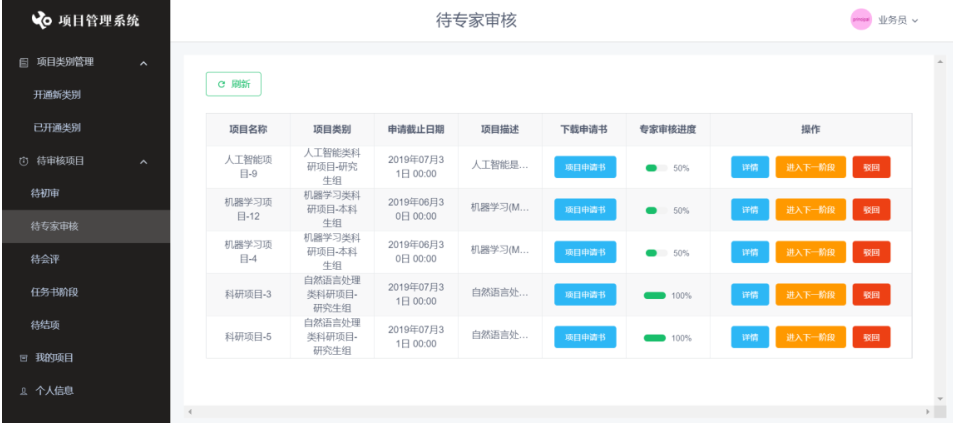 项目管理系统
待专家审核
业务员
项目类别管理
开通新类别
已开通类别
待审核项目
待初审
待专家审核
待会评
任务书阶段
待结项
我的项目
个人信息
刷新
项目名称 项目类别 申请截止日期 项目描述 下载申请书 专家审核进度 操作
人工智能项
目-9
人工智能类科
研项目-研究
生组
2019年07月3
1日 00:00
人工智能是...
项目申请书
50%
详情 进入下一阶段 驳回
机器学习项
目-12
机器学习类科
研项目-本科
生组
2019年06月3
0日 00:00
机器学习(M...
项目申请书
50%
详情 进入下一阶段 驳回
机器学习项
目-4
机器学习类科
研项目-本科
生组
2019年06月3
0日 00:00
机器学习(M...
项目申请书
50%
详情 进入下一阶段 驳回
科研项目-3
自然语言处理
类科研项目-
研究生组
2019年07月3
1日 00:00
自然语言处...
项目申请书
100%
详情 进入下一阶段 驳回
科研项目-5
自然语言处理
类科研项目-
研究生组
2019年07月3
1日 00:00
自然语言处...
项目申请书
100%
详情 进入下一阶段 驳回